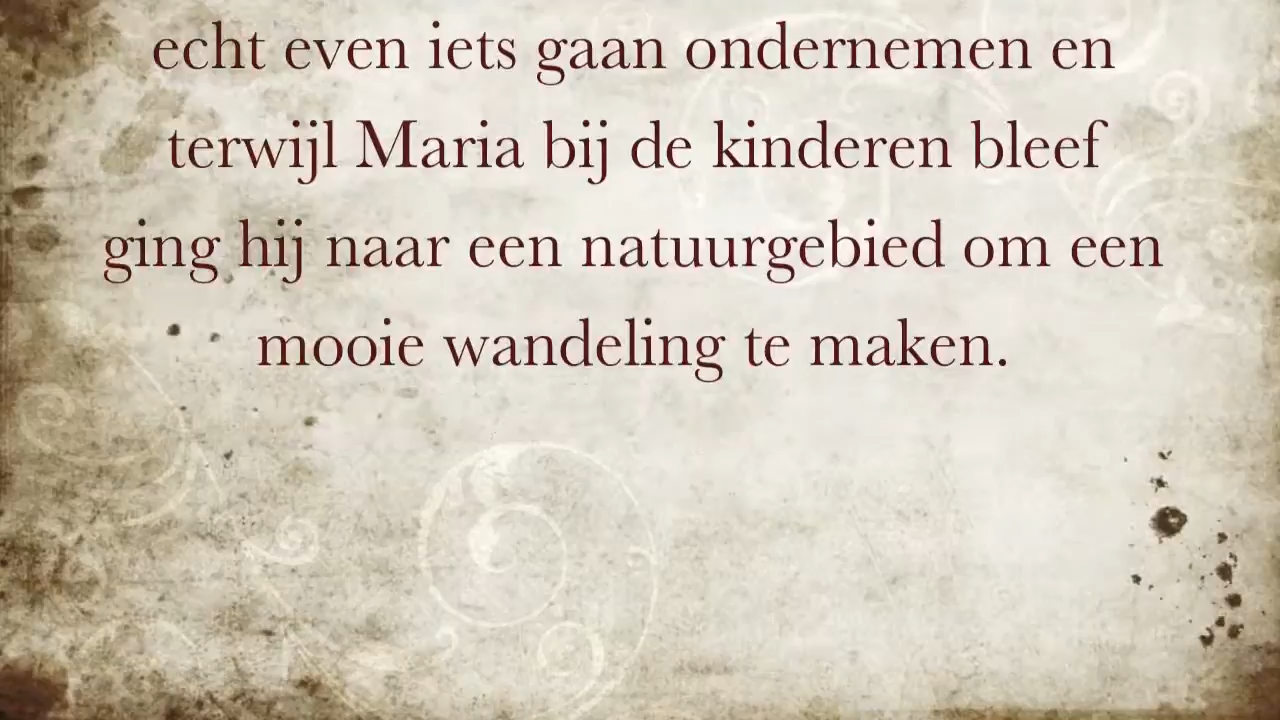 echt even iets gaan ondernemen en
terwijl Maria bij de kinderen bleef
ging hij naar een natuurgebied om een
mooie wandeling te maken.